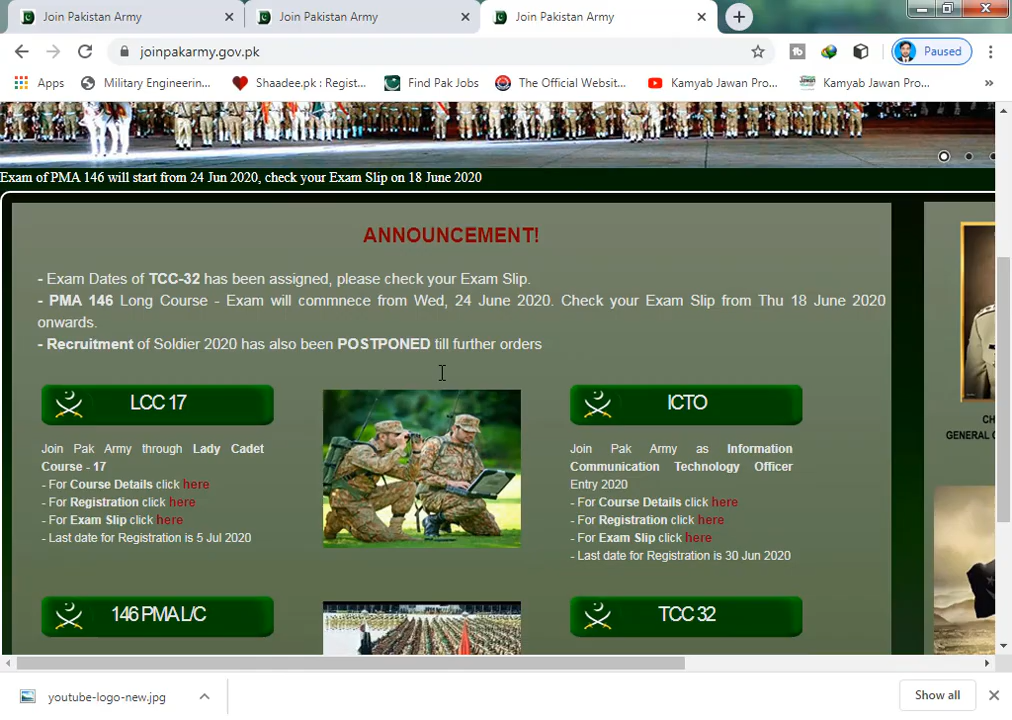 Join Pakistan Army
Join Pakistan Army
Join Pakistan Army
joinpakarmy.gov.pk
Paused
Apps
Military Engineerin...
Shaadee.pk : Regist...
Find Pak Jobs
The Official Websit...
Kamyab Jawan Pro...
Kamyab Jawan Pro...
»
Exam of PMA 146 will start from 24 Jun 2020, check your Exam Slip on 18 June 2020
ANNOUNCEMENT!
- Exam Dates of TCC-32 has been assigned, please check your Exam Slip.
- PMA 146 Long Course - Exam will commnece from Wed, 24 June 2020. Check your Exam Slip from Thu 18 June 2020
onwards.
- Recruitment of Soldier 2020 has also been POSTPONED till further orders
LCC 17
Join Pak Army through Lady Cadet
Course - 17
- For Course Details click here
- For Registration click here
- For Exam Slip click here
- Last date for Registration is 5 Jul 2020
ICTO
Join Pak Army as Information
Communication Technology Officer
Entry 2020
- For Course Details click here
- For Registration click here
- For Exam Slip click here
- Last date for Registration is 30 Jun 2020
CH
GENERAL
146 PMA L/C
TCC 32
youtube-logo-new.jpg
Show all